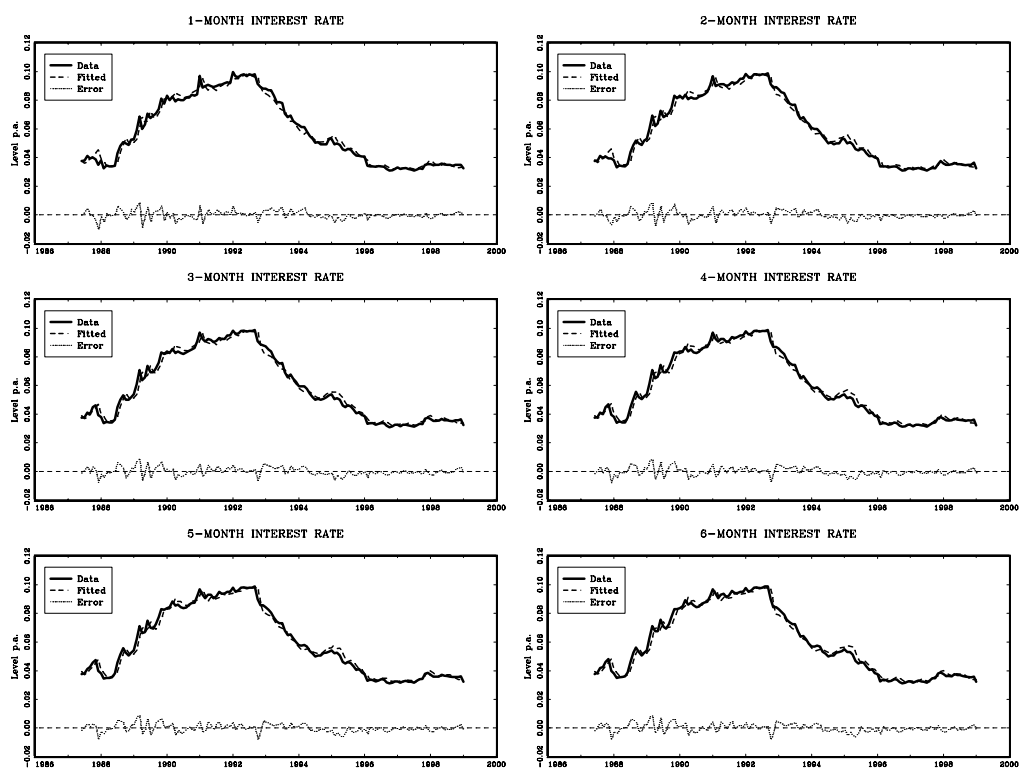 1-MONTH INTEREST RATE
Level p.a.
0.12
0.10
0.08
0.06
0.04
0.02
0.00
-0.02
Data
Fitted
Error
1986 1988 1990 1992 1994 1996 1998 2000
2-MONTH INTEREST RATE
Level p.a.
0.12
0.10
0.08
0.06
0.04
0.02
0.00
-0.02
Data
Fitted
Error
1986 1988 1990 1992 1994 1996 1998 2000
3-MONTH INTEREST RATE
Level p.a.
0.12
0.10
0.08
0.06
0.04
0.02
0.00
-0.02
Data
Fitted
Error
1986 1988 1990 1992 1994 1996 1998 2000
4-MONTH INTEREST RATE
Level p.a.
0.12
0.10
0.08
0.06
0.04
0.02
0.00
-0.02
Data
Fitted
Error
1986 1988 1990 1992 1994 1996 1998 2000
5-MONTH INTEREST RATE
Level p.a.
0.12
0.10
0.08
0.06
0.04
0.02
0.00
-0.02
Data
Fitted
Error
1986 1988 1990 1992 1994 1996 1998 2000
6-MONTH INTEREST RATE
Level p.a.
0.12
0.10
0.08
0.06
0.04
0.02
0.00
-0.02
Data
Fitted
Error
1986 1988 1990 1992 1994 1996 1998 2000